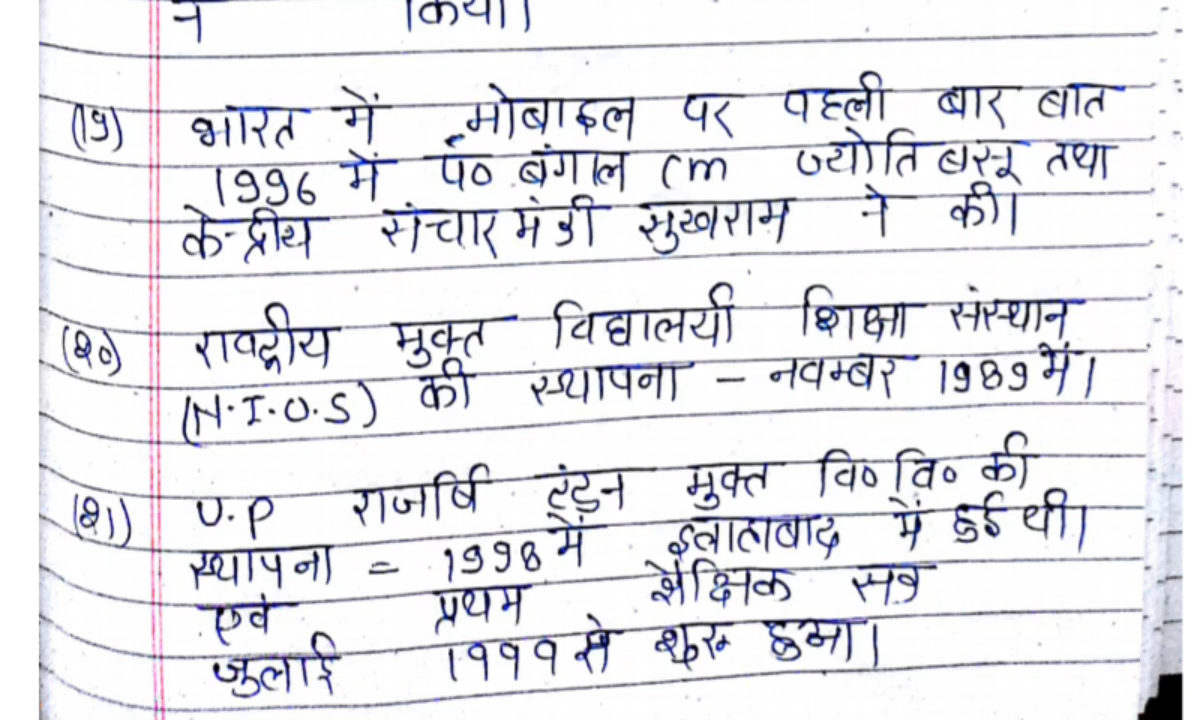 ने किया।
(19) भारत में मोबाइल पर पहली बार बात
1996 में प० बंगाल cm ज्योति बसू तथा
केन्द्रीय संचार मंत्री सुखराम ने की।
(20) राष्ट्रीय मुक्त विद्यालयी शिक्षा संस्थान
(N.I.O.S) की स्थापना – नवम्बर 1989 में।
(21) U.P राजर्षि टंडन मुक्त वि० वि० की
स्थापना = 1998 में इलाहाबाद में हुई थी।
एवं प्रथम शैक्षिक सत्र
जुलाई 1999 से शुरू हुआ।